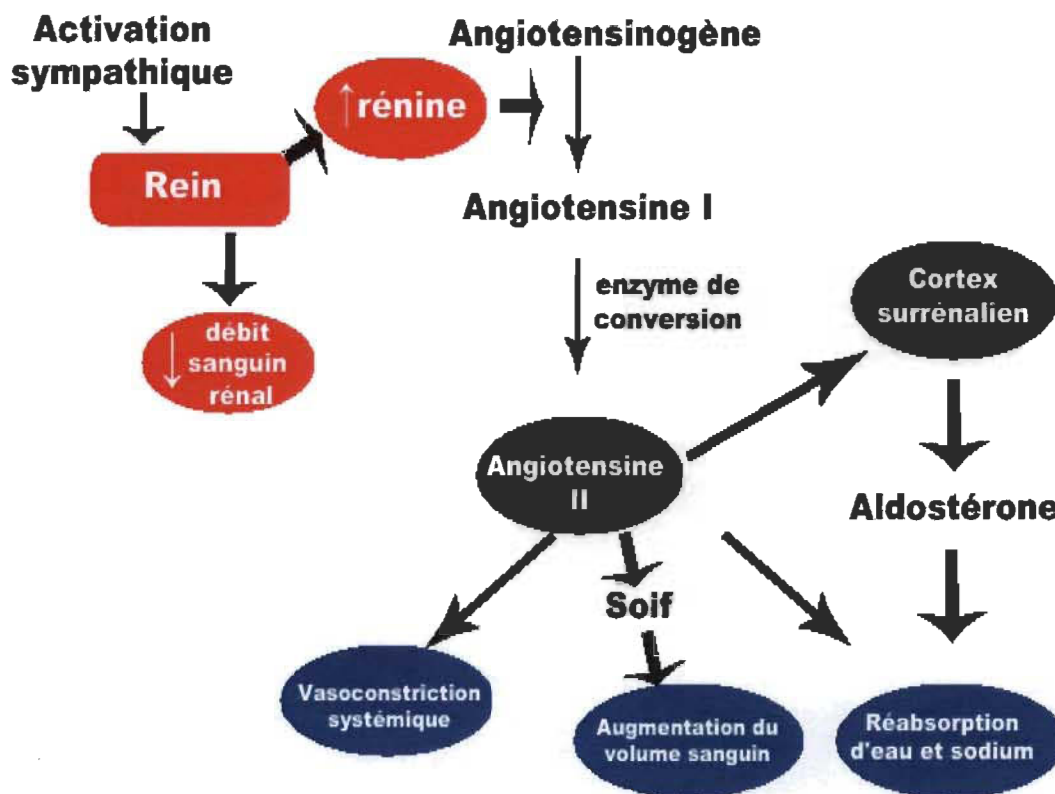 Activation
sympathique
Angiotensinogène
↑ rénine
Rein
Angiotensine I
débit
↓ sanguin
rénal
enzyme de
conversion
Cortex
surrénalien
Angiotensine
II
Aldostérone
Soif
Vasoconstriction
systémique
Augmentation du
volume sanguin
Réabsorption
d'eau et sodium